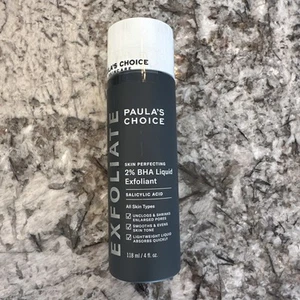 PAULA'S CHOICE
EXFOLIATE
PAULA'S
CHOICE
SKIN PERFECTING
2% BHA Liquid
Exfoliant
SALICYLIC ACID
All Skin Types
UNCLOGS & SHRINKS
ENLARGED PORES
SMOOTHS & EVENS
SKIN TONE
LIGHTWEIGHT LIQUID
ABSORBS QUICKLY
118 ml / 4 fl. oz.